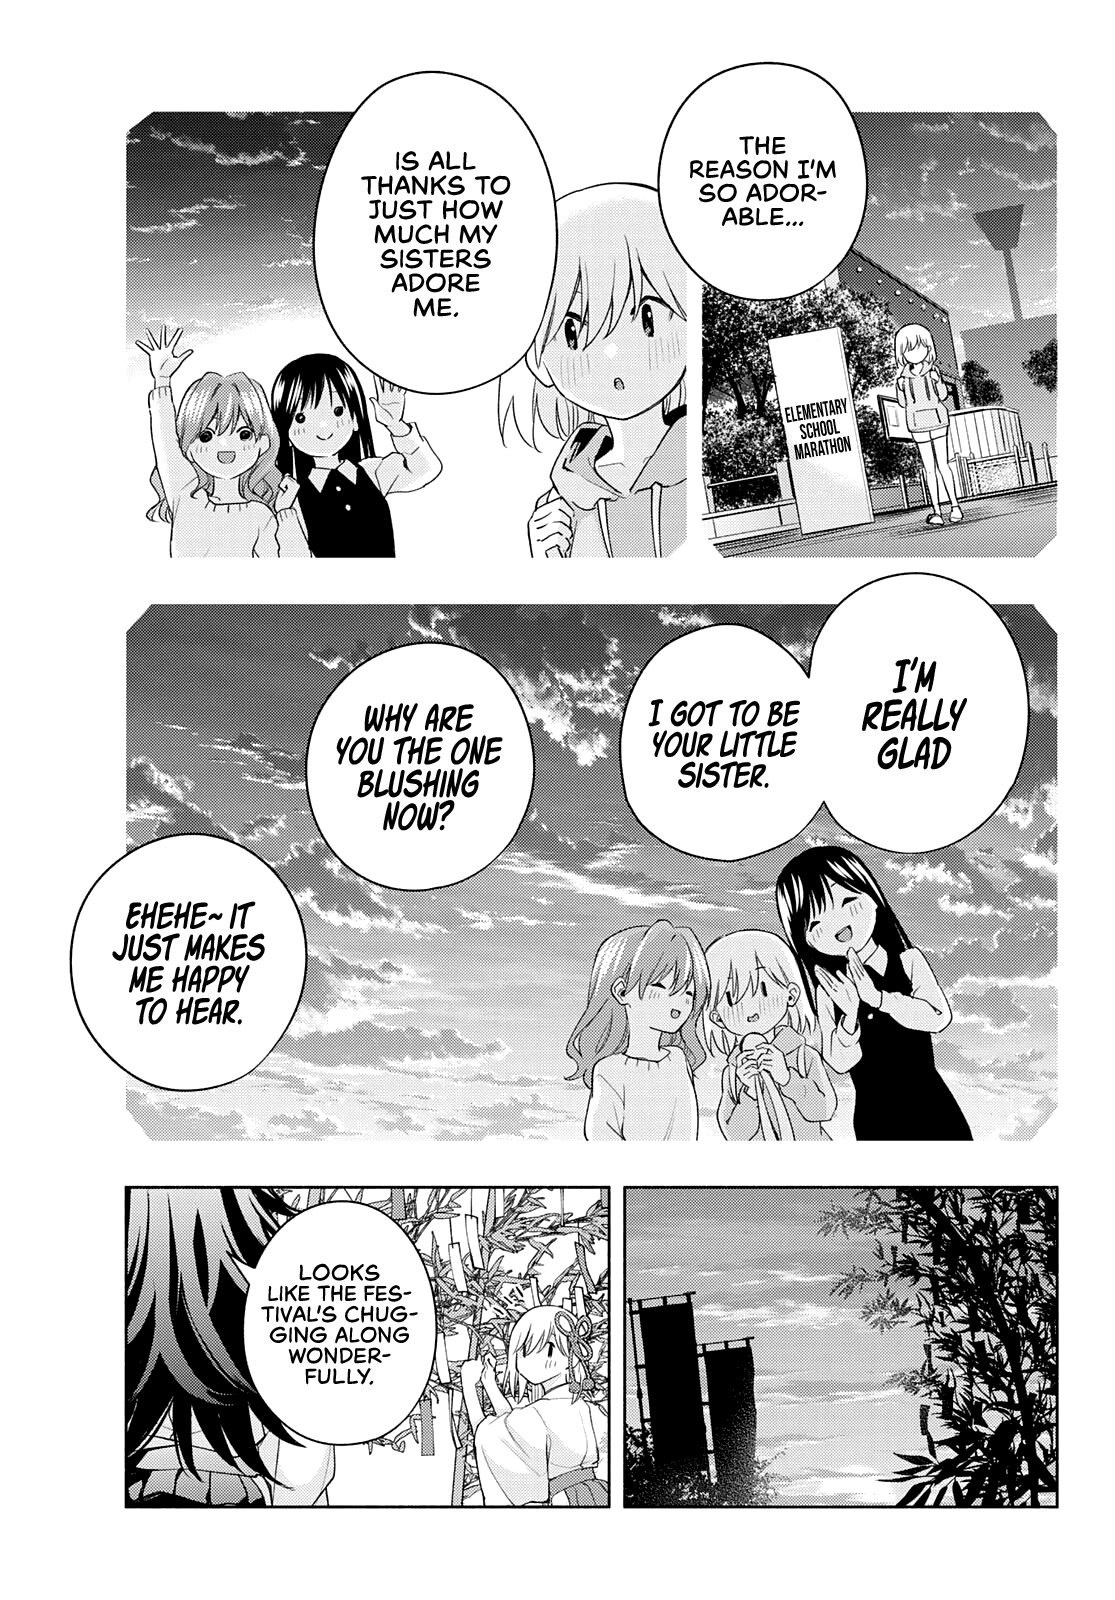 THE
REASON I'M
SO ADOR-
ABLE...
ELEMENTARY
SCHOOL
MARATHON
IS ALL
THANKS TO
JUST HOW
MUCH MY
SISTERS
ADORE
ME.
I'M
REALLY
GLAD
I GOT TO BE
YOUR LITTLE
SISTER.
WHY ARE
YOU THE ONE
BLUSHING
NOW?
EHEHE~ IT
JUST MAKES
ME HAPPY
TO HEAR.
LOOKS
LIKE THE FES-
TIVAL'S CHUG-
GING ALONG
WONDER-
FULLY.